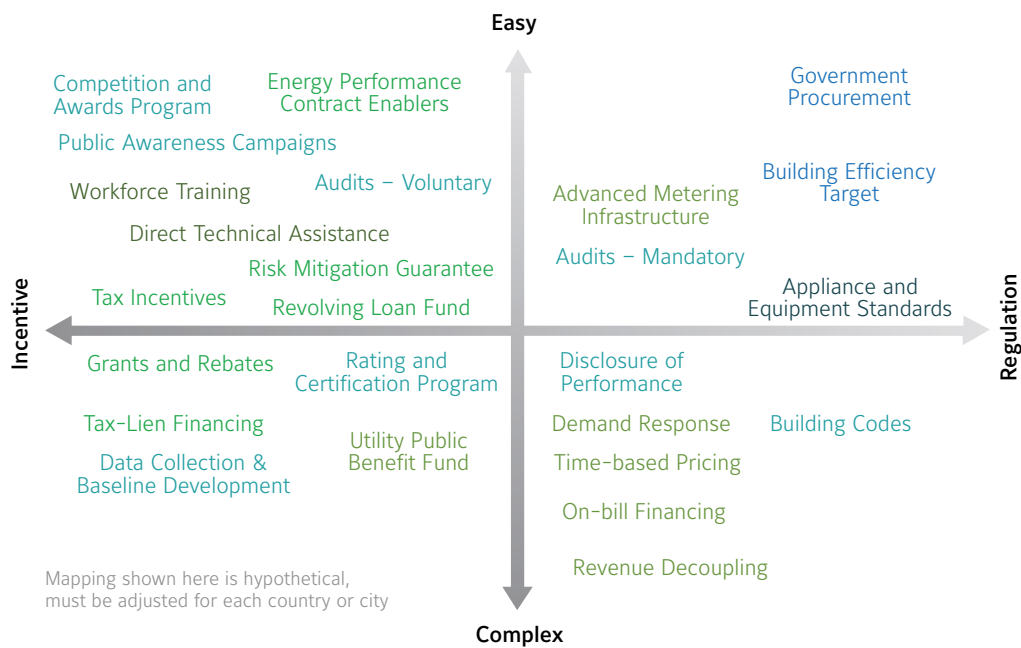 Easy
Competition and
Awards Program
Energy Performance
Contract Enablers
Government
Procurement
Public Awareness Campaigns
Workforce Training
Audits – Voluntary
Advanced Metering
Infrastructure
Building Efficiency
Target
Direct Technical Assistance
Audits – Mandatory
Risk Mitigation Guarantee
Tax Incentives
Revolving Loan Fund
Appliance and
Equipment Standards
Incentive
Regulation
Grants and Rebates
Rating and
Certification Program
Disclosure of
Performance
Tax-Lien Financing
Utility Public
Benefit Fund
Demand Response
Building Codes
Data Collection &
Baseline Development
Time-based Pricing
On-bill Financing
Revenue Decoupling
Mapping shown here is hypothetical,
must be adjusted for each country or city
Complex